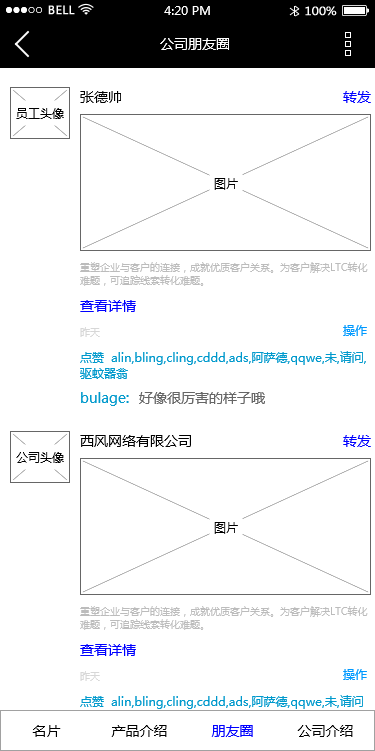 BELL 4:20 PM 100%
公司朋友圈
员工头像
张德帅 转发
图片
重塑企业与客户的连接，成就优质客户关系。为客户解决LTC转化
难题，可追踪线索转化难题。
查看详情
昨天 操作
点赞 alin,bling,cling,cddd,ads,阿萨德,qqwe,未,请问,
驱蚊器翁
bulage: 好像很厉害的样子哦
公司头像
西风网络有限公司 转发
图片
重塑企业与客户的连接，成就优质客户关系。为客户解决LTC转化
难题，可追踪线索转化难题。
查看详情
昨天 操作
点赞 alin,bling,cling,cddd,ads,阿萨德,qqwe,未,请问
名片 产品介绍 朋友圈 公司介绍